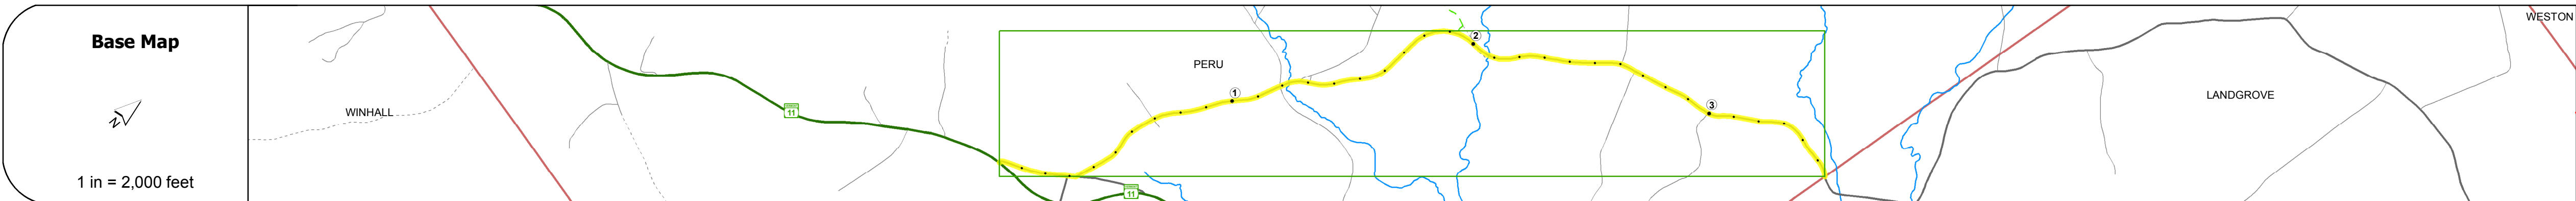 Base Map
N
1 in = 2,000 feet
WINHALL
11
PERU
1
2
3
11
LANDGROVE
WESTON